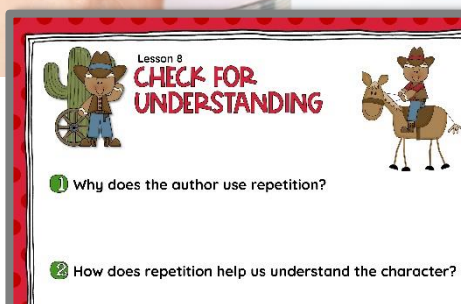 Lesson 8
CHECK FOR
UNDERSTANDING
1 Why does the author use repetition?
2 How does repetition help us understand the character?